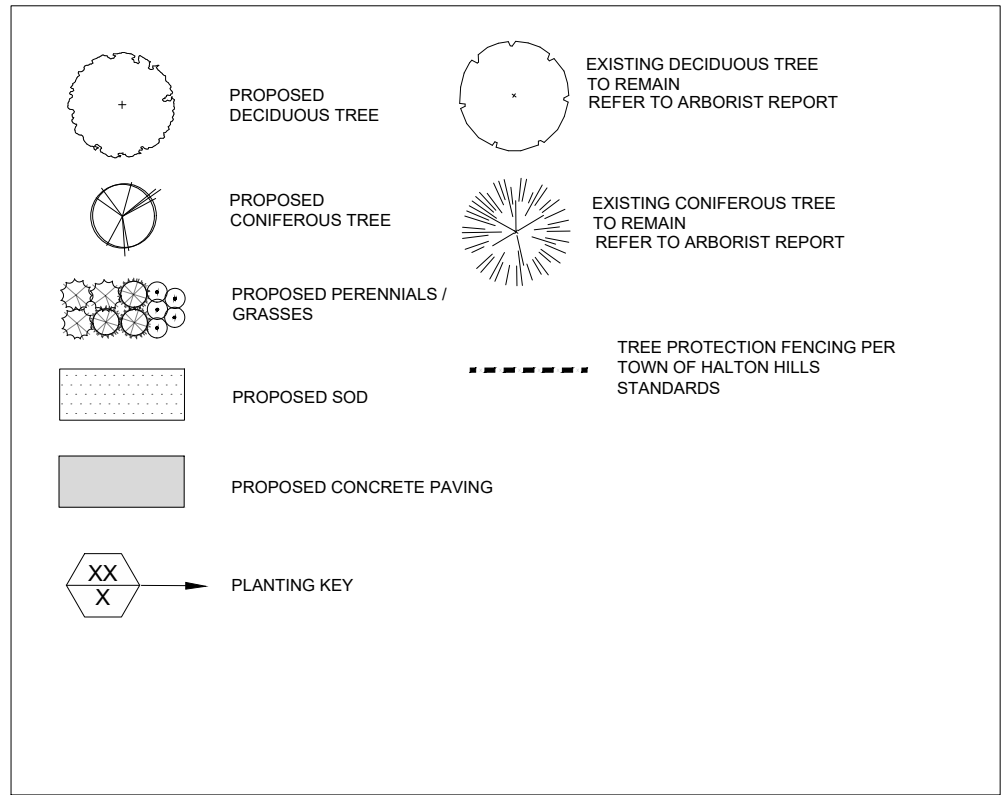 PROPOSED
DECIDUOUS TREE
PROPOSED
CONIFEROUS TREE
PROPOSED PERENNIALS /
GRASSES
PROPOSED SOD
PROPOSED CONCRETE PAVING
XX
X
PLANTING KEY
EXISTING DECIDUOUS TREE
TO REMAIN
REFER TO ARBORIST REPORT
EXISTING CONIFEROUS TREE
TO REMAIN
REFER TO ARBORIST REPORT
TREE PROTECTION FENCING PER
TOWN OF HALTON HILLS
STANDARDS